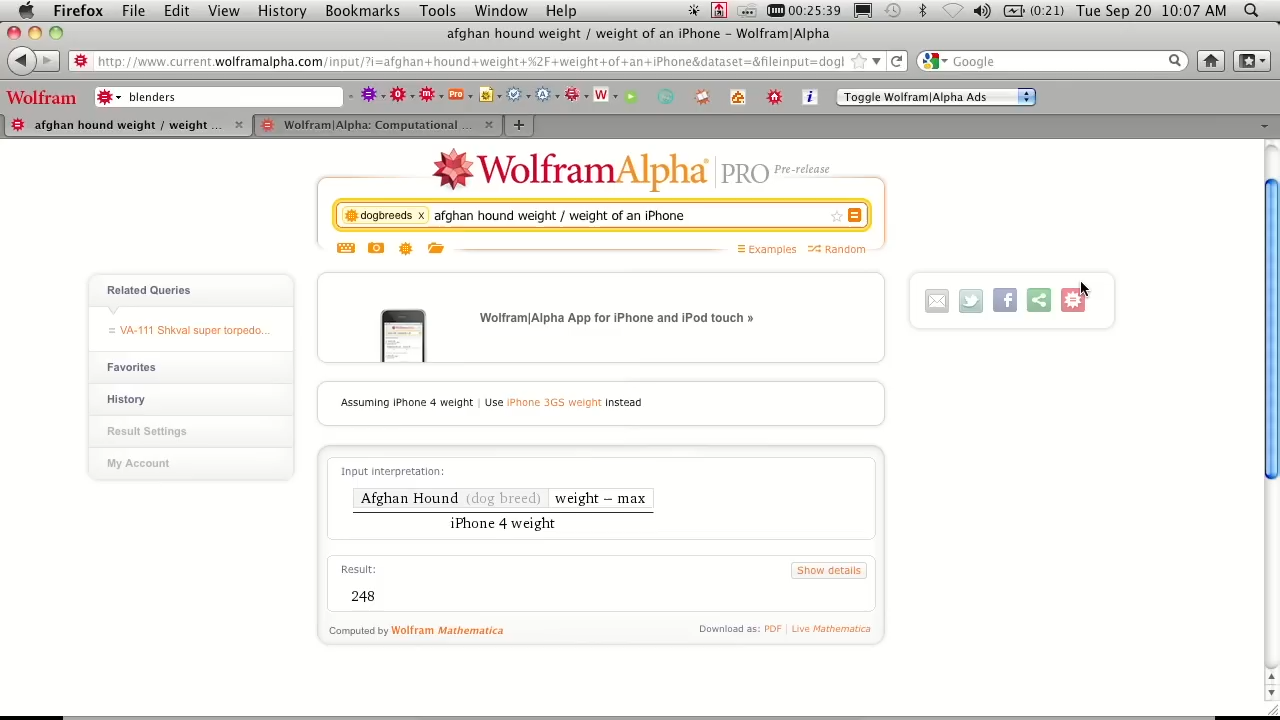 Firefox File Edit View History Bookmarks Tools Window Help 00:25:39 (0:21) Tue Sep 20 10:07 AM
afghan hound weight / weight of an iPhone – Wolfram|Alpha
http://www.current.wolframalpha.com/input/?i=afghan+hound+weight+%2F+weight+of+an+iPhone&dataset=&fileinput=dogl Google
Wolfram blenders Pro W i Toggle Wolfram|Alpha Ads
afghan hound weight / weight ... Wolfram|Alpha: Computational ...
WolframAlpha PRO Pre-release
dogbreeds x afghan hound weight / weight of an iPhone
Examples Random
Related Queries
= VA-111 Shkval super torpedo...
Favorites
History
Result Settings
My Account
Wolfram|Alpha App for iPhone and iPod touch »
Assuming iPhone 4 weight | Use iPhone 3GS weight instead
Input interpretation:
Afghan Hound (dog breed) weight – max
iPhone 4 weight
Result:
Show details
248
Computed by Wolfram Mathematica
Download as: PDF | Live Mathematica